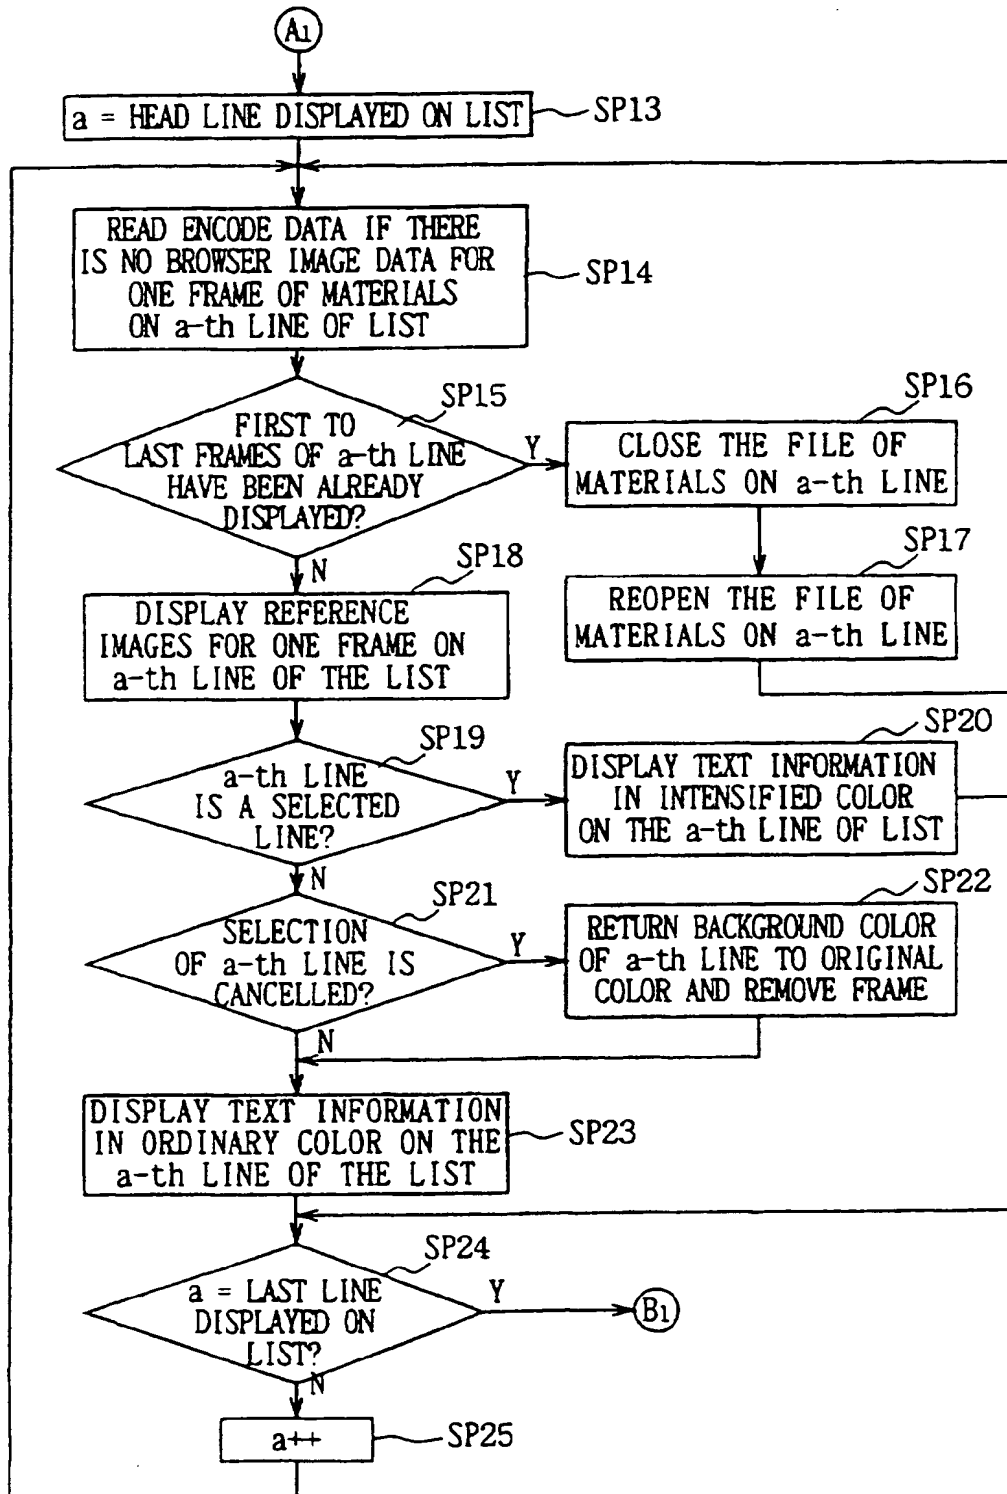 A1
a = HEAD LINE DISPLAYED ON LIST
SP13
READ ENCODE DATA IF THERE
IS NO BROWSER IMAGE DATA FOR
ONE FRAME OF MATERIALS
ON a-th LINE OF LIST
SP14
SP15
FIRST TO
LAST FRAMES OF a-th LINE
HAVE BEEN ALREADY
DISPLAYED?
Y
N
SP16
CLOSE THE FILE OF
MATERIALS ON a-th LINE
SP17
REOPEN THE FILE OF
MATERIALS ON a-th LINE
SP18
DISPLAY REFERENCE
IMAGES FOR ONE FRAME ON
a-th LINE OF THE LIST
SP19
a-th LINE
IS A SELECTED
LINE?
Y
N
SP20
DISPLAY TEXT INFORMATION
IN INTENSIFIED COLOR
ON THE a-th LINE OF LIST
SP21
SELECTION
OF a-th LINE IS
CANCELLED?
Y
N
SP22
RETURN BACKGROUND COLOR
OF a-th LINE TO ORIGINAL
COLOR AND REMOVE FRAME
DISPLAY TEXT INFORMATION
IN ORDINARY COLOR ON THE
a-th LINE OF THE LIST
SP23
SP24
a = LAST LINE
DISPLAYED ON
LIST?
Y
B1
N
a++
SP25